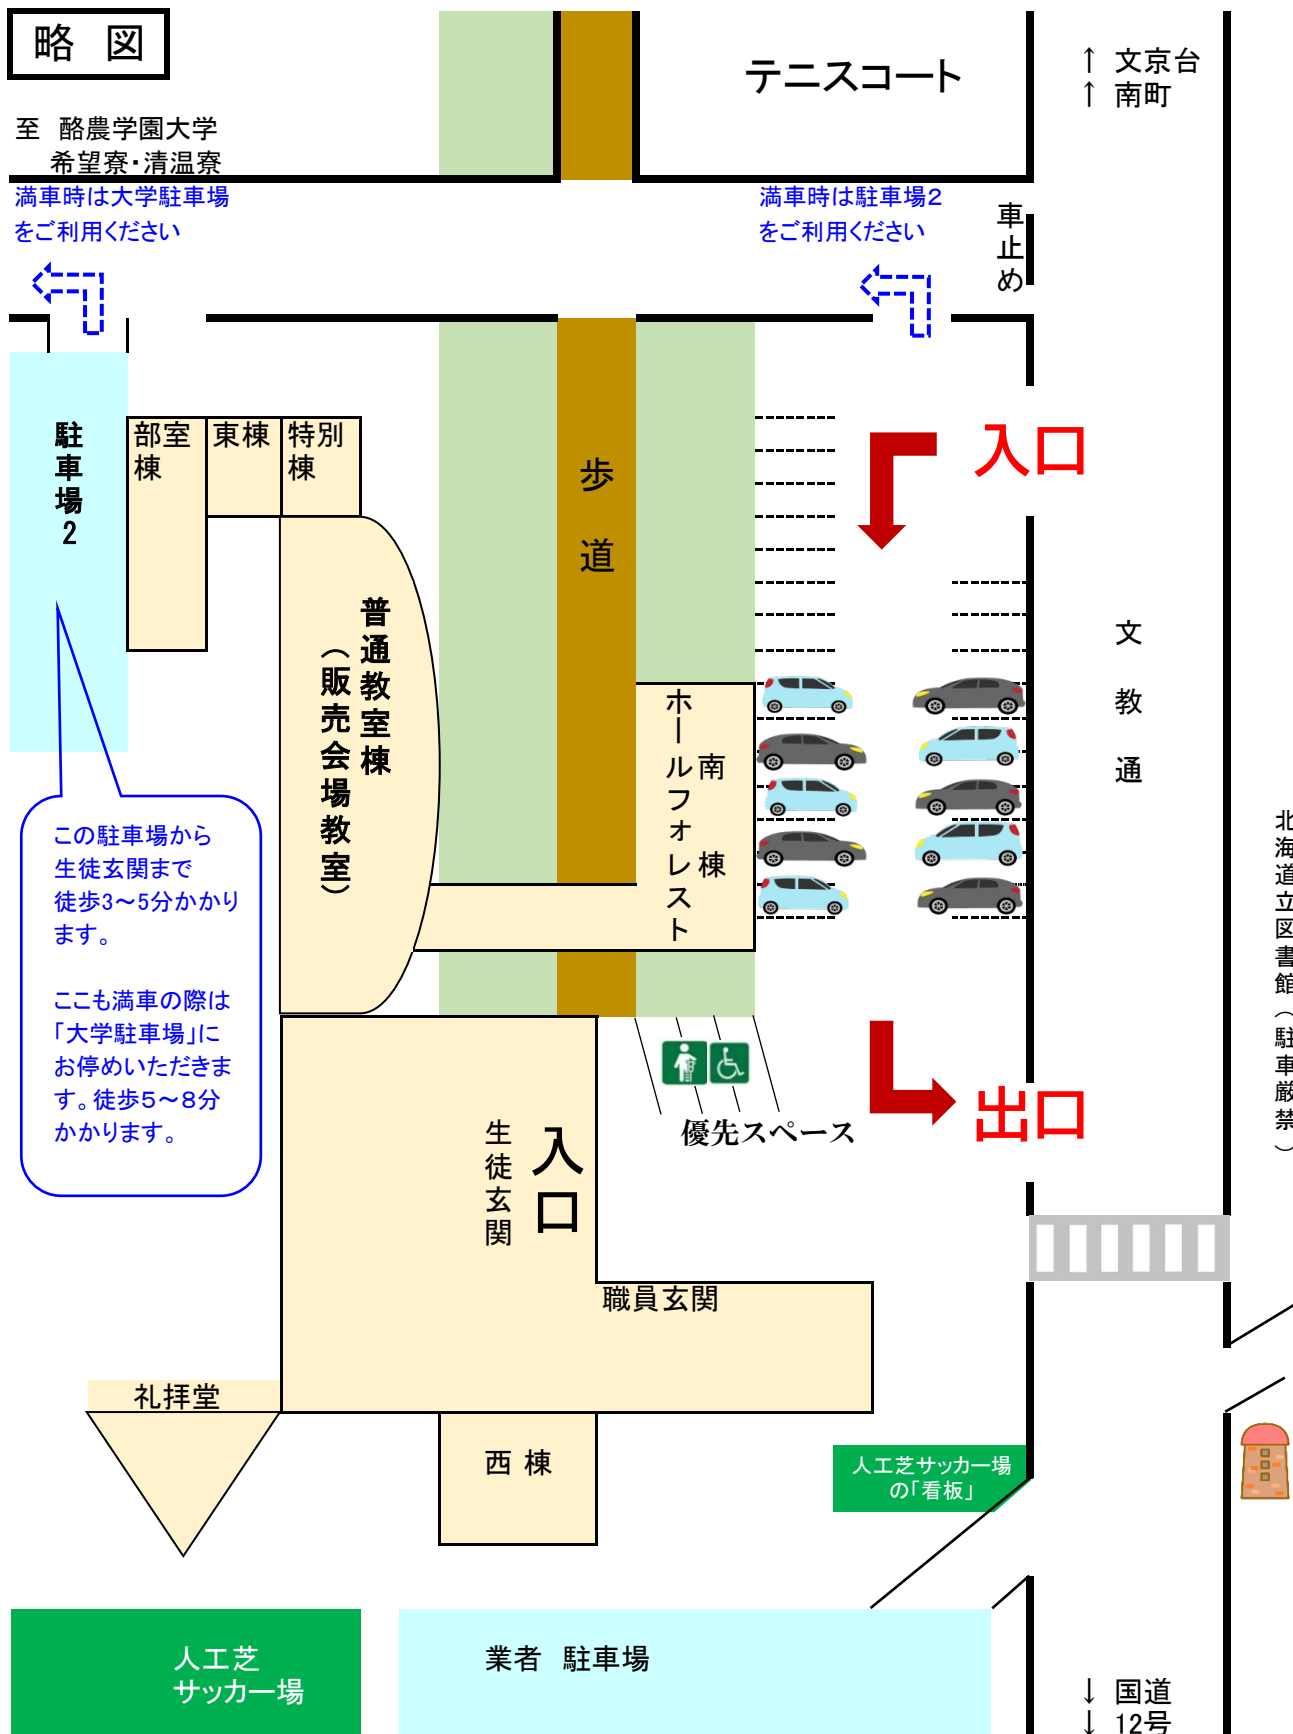 略 図
↑ 文京台
↑ 南町
テニスコート
至 酪農学園大学
希望寮・清温寮
満車時は大学駐車場
をご利用ください
満車時は駐車場2
をご利用ください
車止め
駐車場2
部室
棟
東棟
特別
棟
歩道
入口
普通教室棟
（販売会場教室）
ホールフォレスト
南棟
文教通
北海道立図書館（駐車厳禁）
この駐車場から
生徒玄関まで
徒歩3～5分かかり
ます。
ここも満車の際は
「大学駐車場」に
お停めいただきま
す。徒歩5～8分
かかります。
優先スペース
出口
生徒玄関
入口
職員玄関
礼拝堂
西 棟
人工芝サッカー場
の「看板」
人工芝
サッカー場
業者 駐車場
↓ 国道
↓ 12号